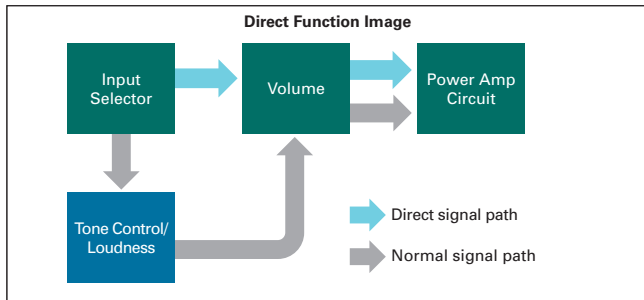 Direct Function Image
Input
Selector
Volume
Power Amp
Circuit
Tone Control/
Loudness
Direct signal path
Normal signal path